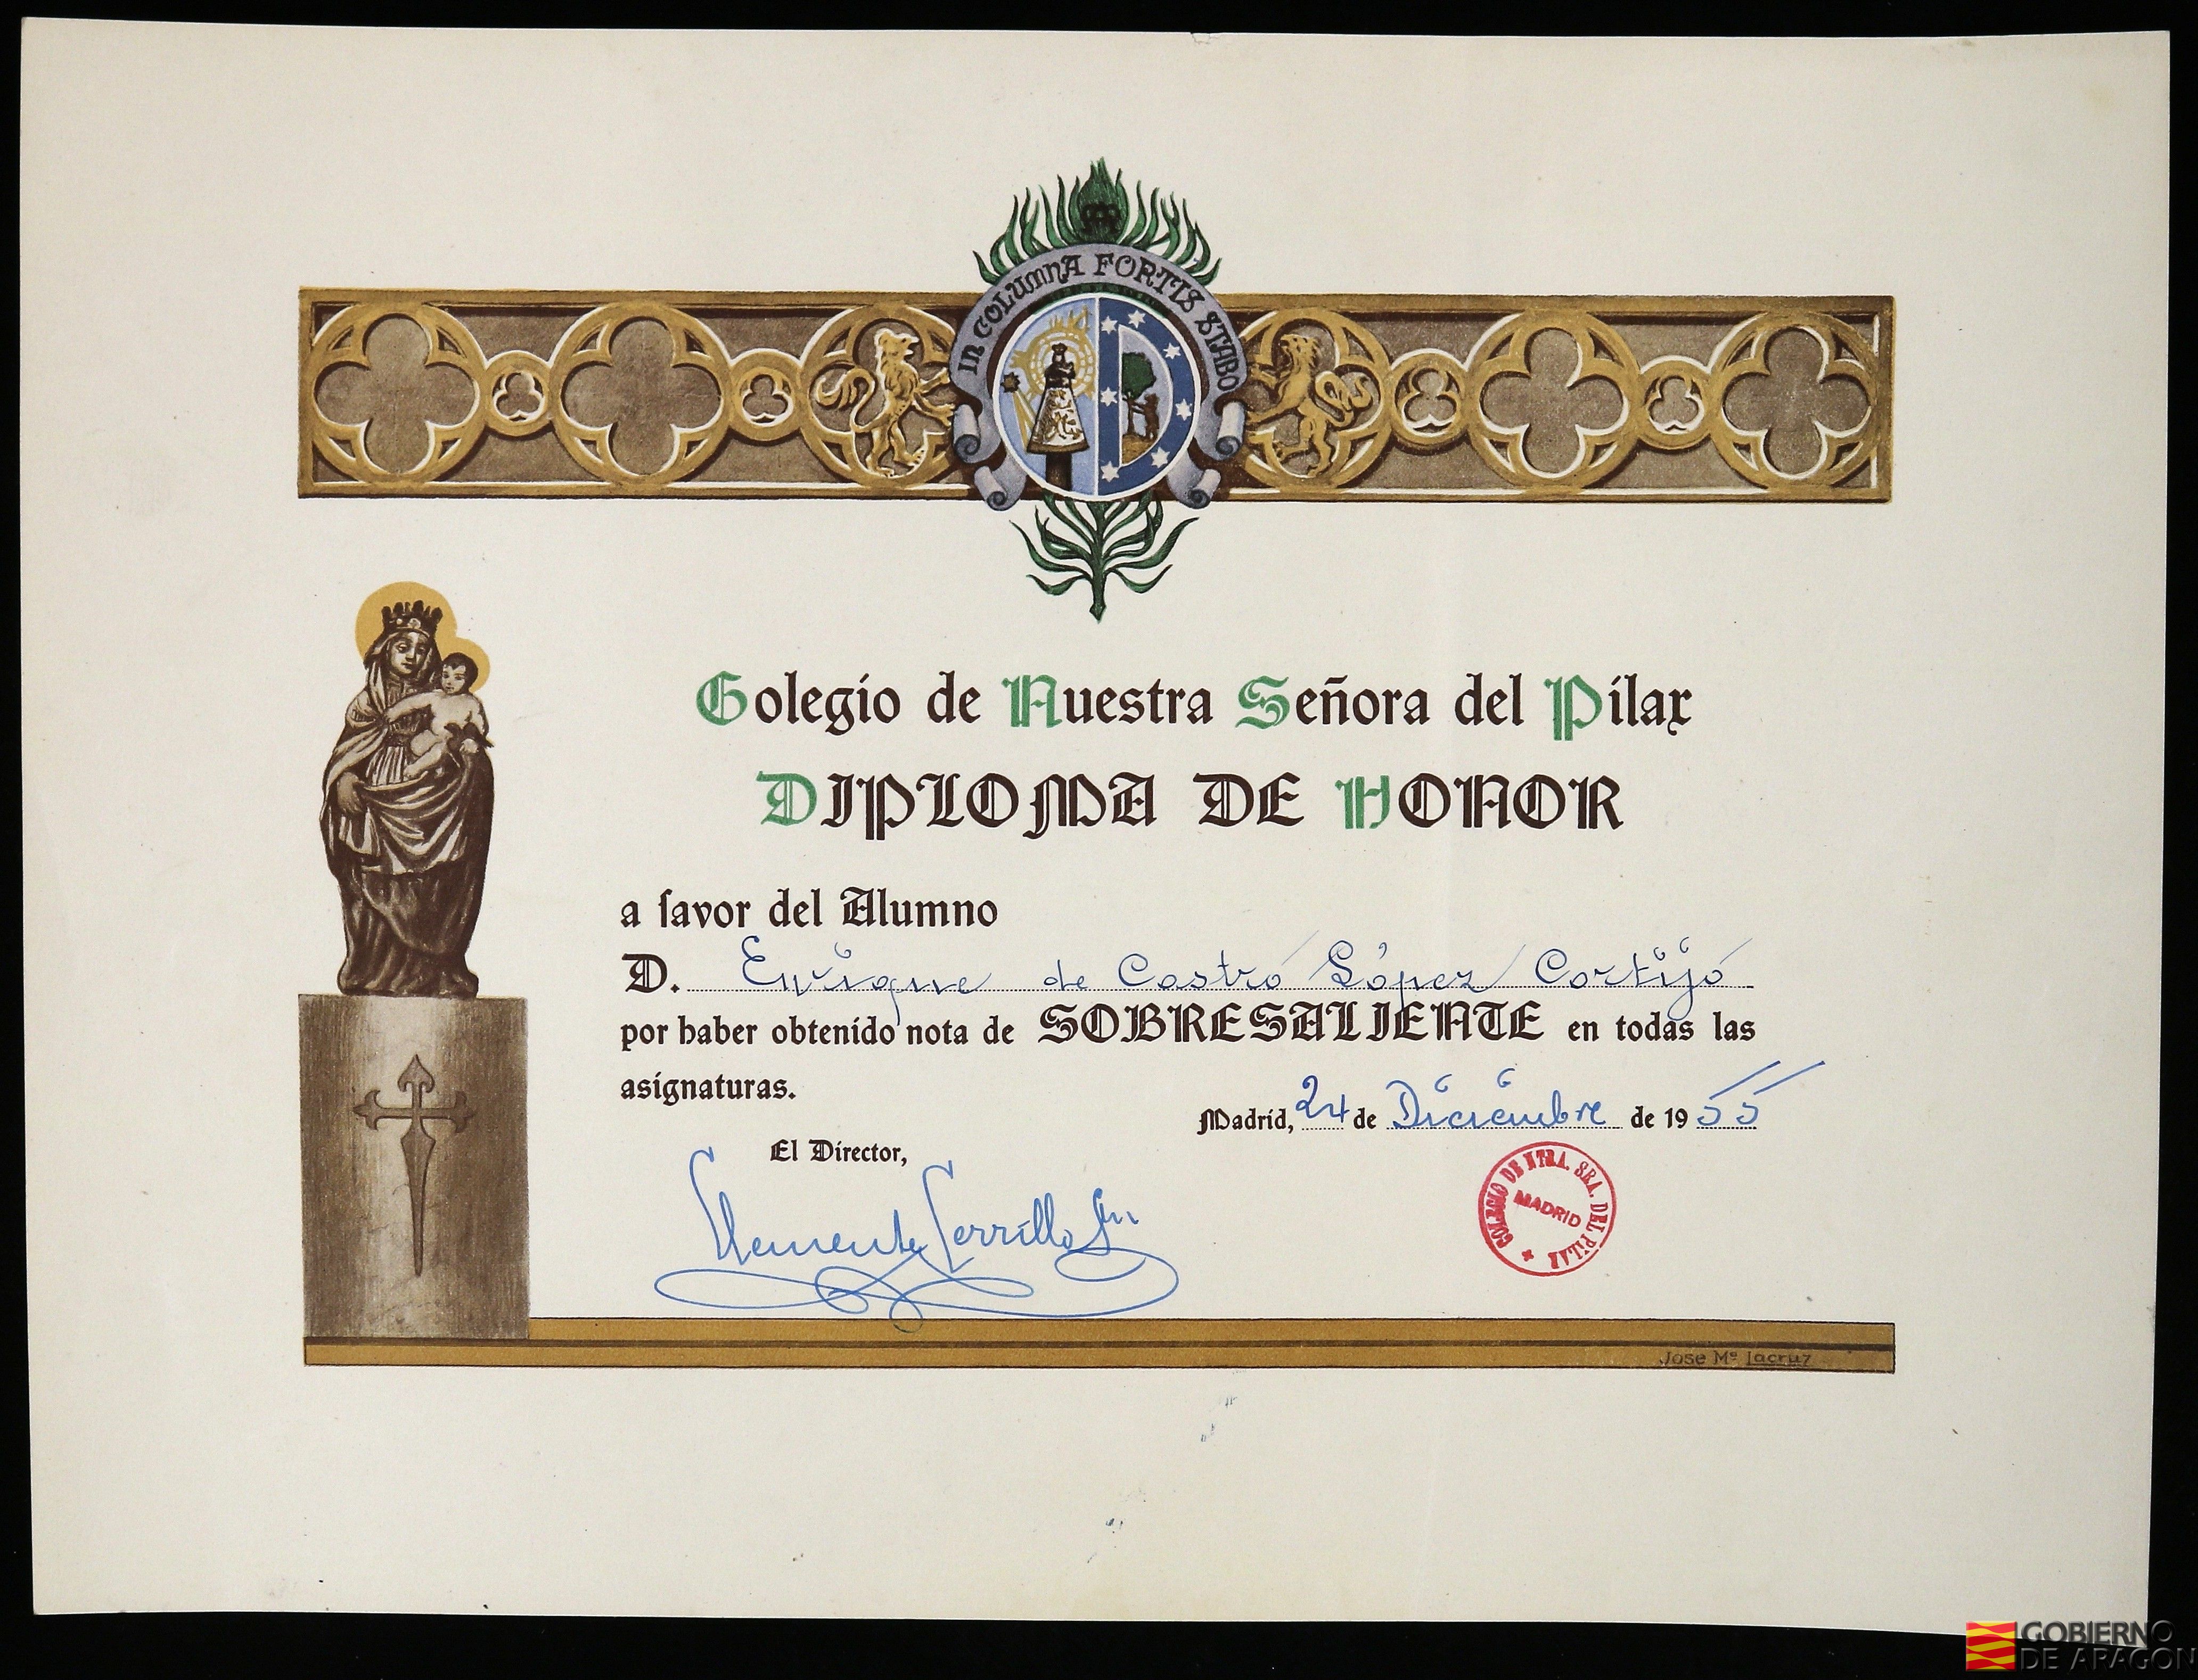 IN COLUMNA FORTIS STABO
Colegio de Nuestra Señora del Pilar
DIPLOMA DE HONOR
a favor del Alumno
D. Enrique de Castro López Cortijo
por haber obtenido nota de SOBRESALIENTE en todas las
asignaturas.
Madrid, 24 de Diciembre de 1955
El Director,
COLEGIO DE NTRA. SRA. DEL PILAR
MADRID
Jose Mª Lacruz
GOBIERNO
DE ARAGON